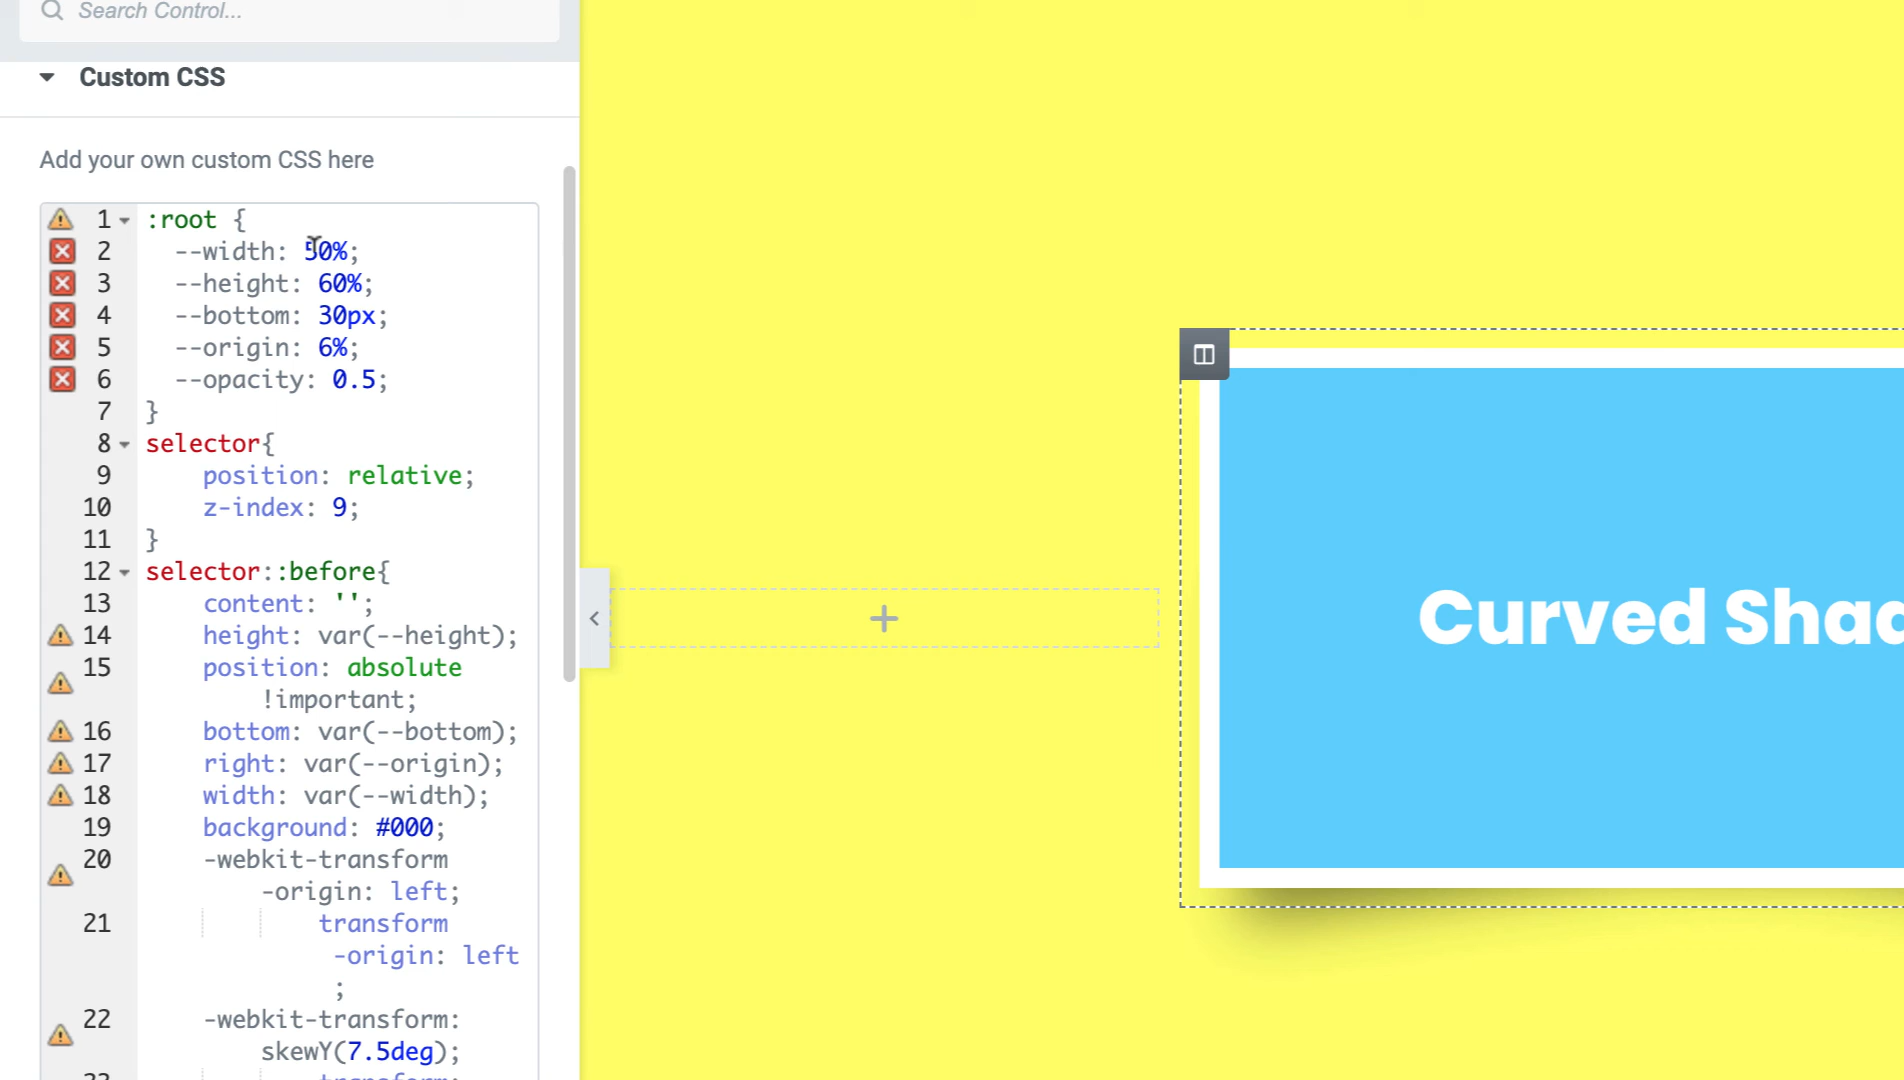 Search Control...
Custom CSS
Add your own custom CSS here
1 :root {
2 --width: 50%;
3 --height: 60%;
4 --bottom: 30px;
5 --origin: 6%;
6 --opacity: 0.5;
7 }
8 selector{
9 position: relative;
10 z-index: 9;
11 }
12 selector::before{
13 content: '';
14 height: var(--height);
15 position: absolute
!important;
16 bottom: var(--bottom);
17 right: var(--origin);
18 width: var(--width);
19 background: #000;
20 -webkit-transform
-origin: left;
21 transform
-origin: left
;
22 -webkit-transform:
skewY(7.5deg);
23 transform:
Curved Shad